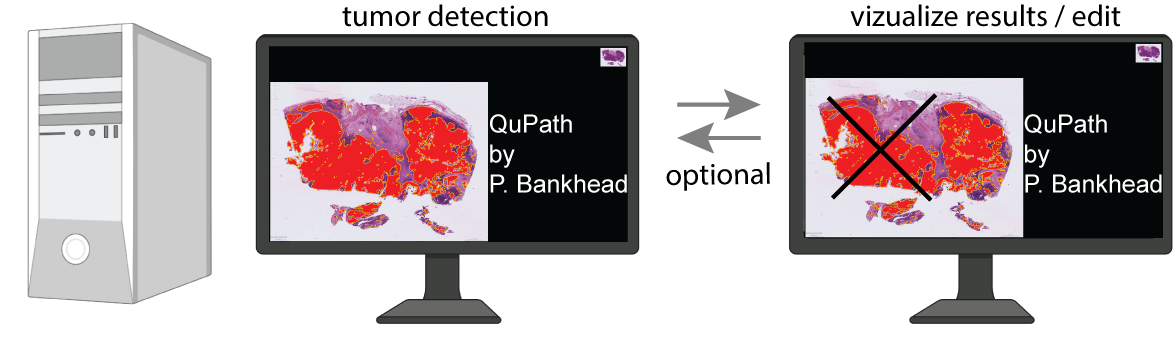 tumor detection
vizualize results / edit
QuPath
by
P. Bankhead
optional
QuPath
by
P. Bankhead